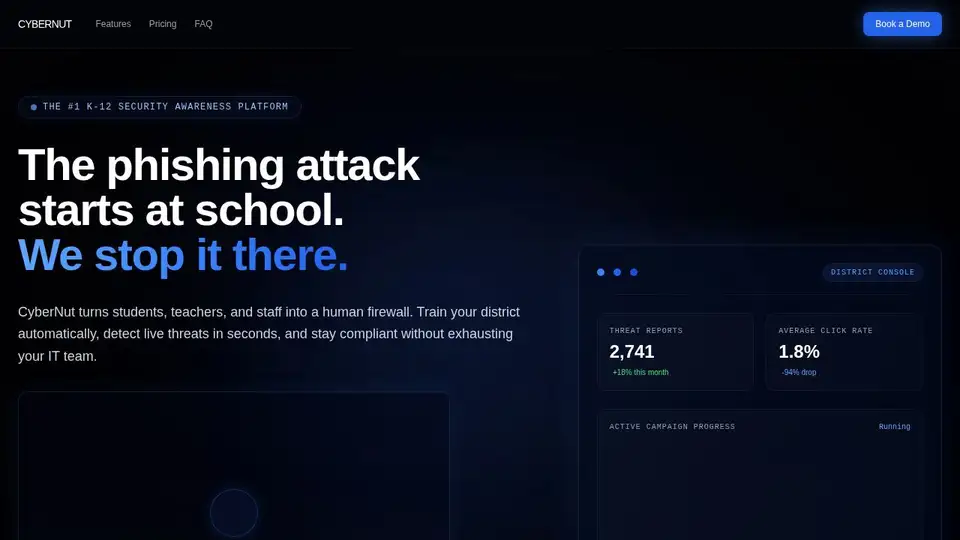 CYBERNUT
Features
Pricing
FAQ
Book a Demo
THE #1 K-12 SECURITY AWARENESS PLATFORM
The phishing attack
starts at school.
We stop it there.
CyberNut turns students, teachers, and staff into a human firewall. Train your district
automatically, detect live threats in seconds, and stay compliant without exhausting
your IT team.
DISTRICT CONSOLE
THREAT REPORTS
2,741
+18% this month
AVERAGE CLICK RATE
1.8%
-94% drop
ACTIVE CAMPAIGN PROGRESS
Running